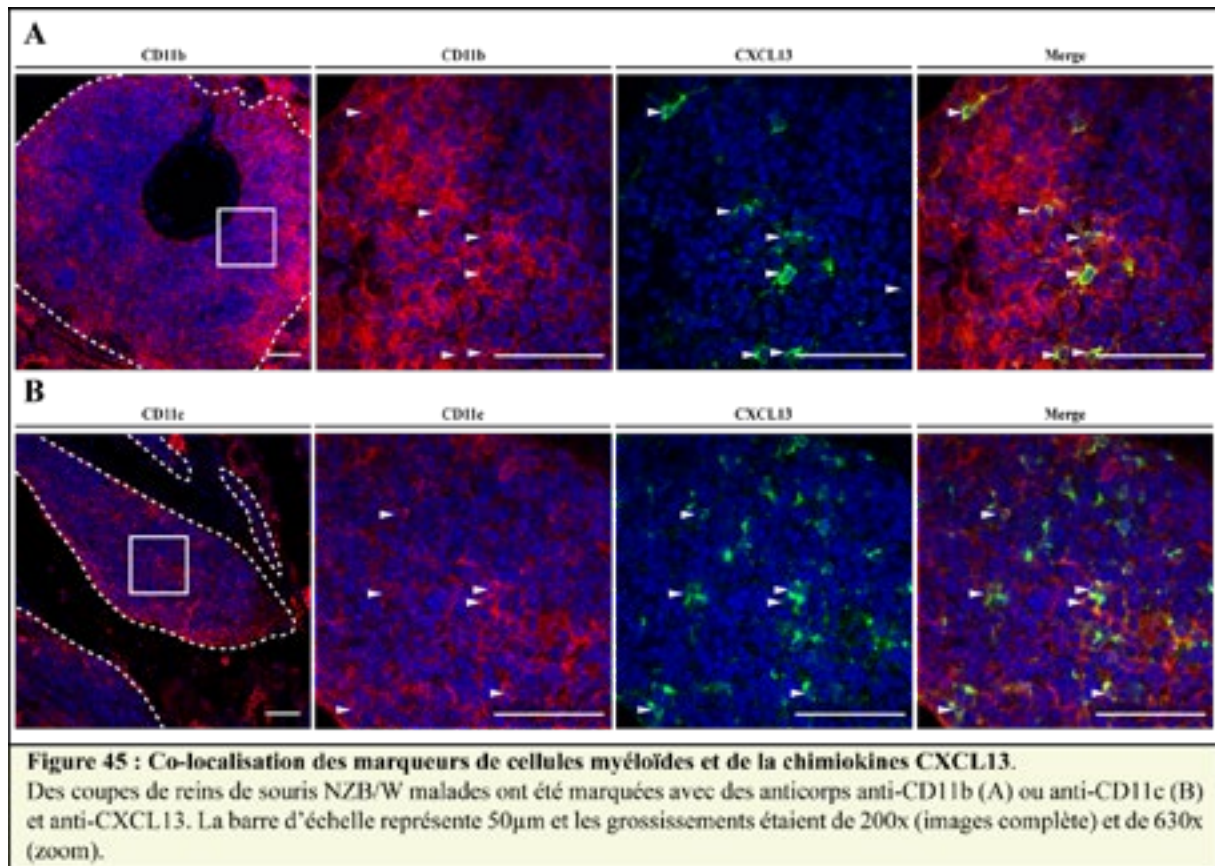 A
CD11b CD11b CXCL13 Merge
B
CD11c CD11c CXCL13 Merge
Figure 45 : Co-localisation des marqueurs de cellules myéloïdes et de la chimiokines CXCL13.
Des coupes de reins de souris NZB/W malades ont été marquées avec des anticorps anti-CD11b (A) ou anti-CD11c (B)
et anti-CXCL13. La barre d'échelle représente 50µm et les grossissements étaient de 200x (images complète) et de 630x
(zoom).